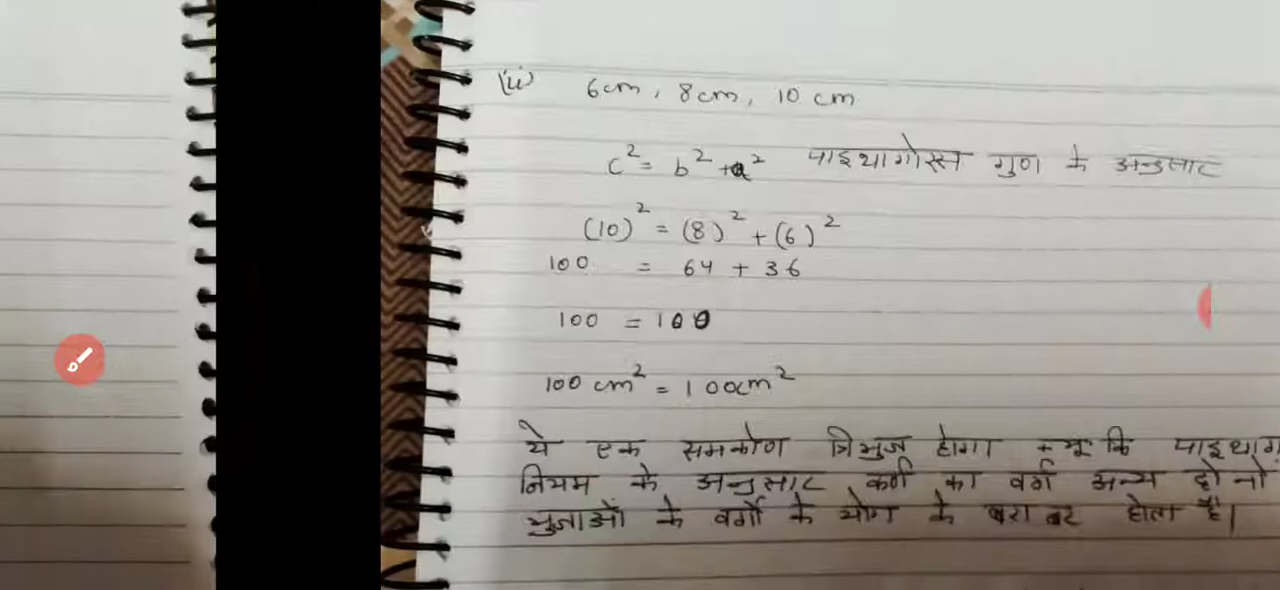 (ii) 6cm, 8cm, 10 cm
c² = b² + a² पाइथागोरस गुण के अनुसार
(10)² = (8)² + (6)²
100 = 64 + 36
100 = 100
100 cm² = 100cm²
ये एक समकोण त्रिभुज होगा क्यूकि पाइथाग
नियम के अनुसार कर्ण का वर्ग अन्य दोनों
भुजाओं के वर्गों के योग के बराबर होता है।